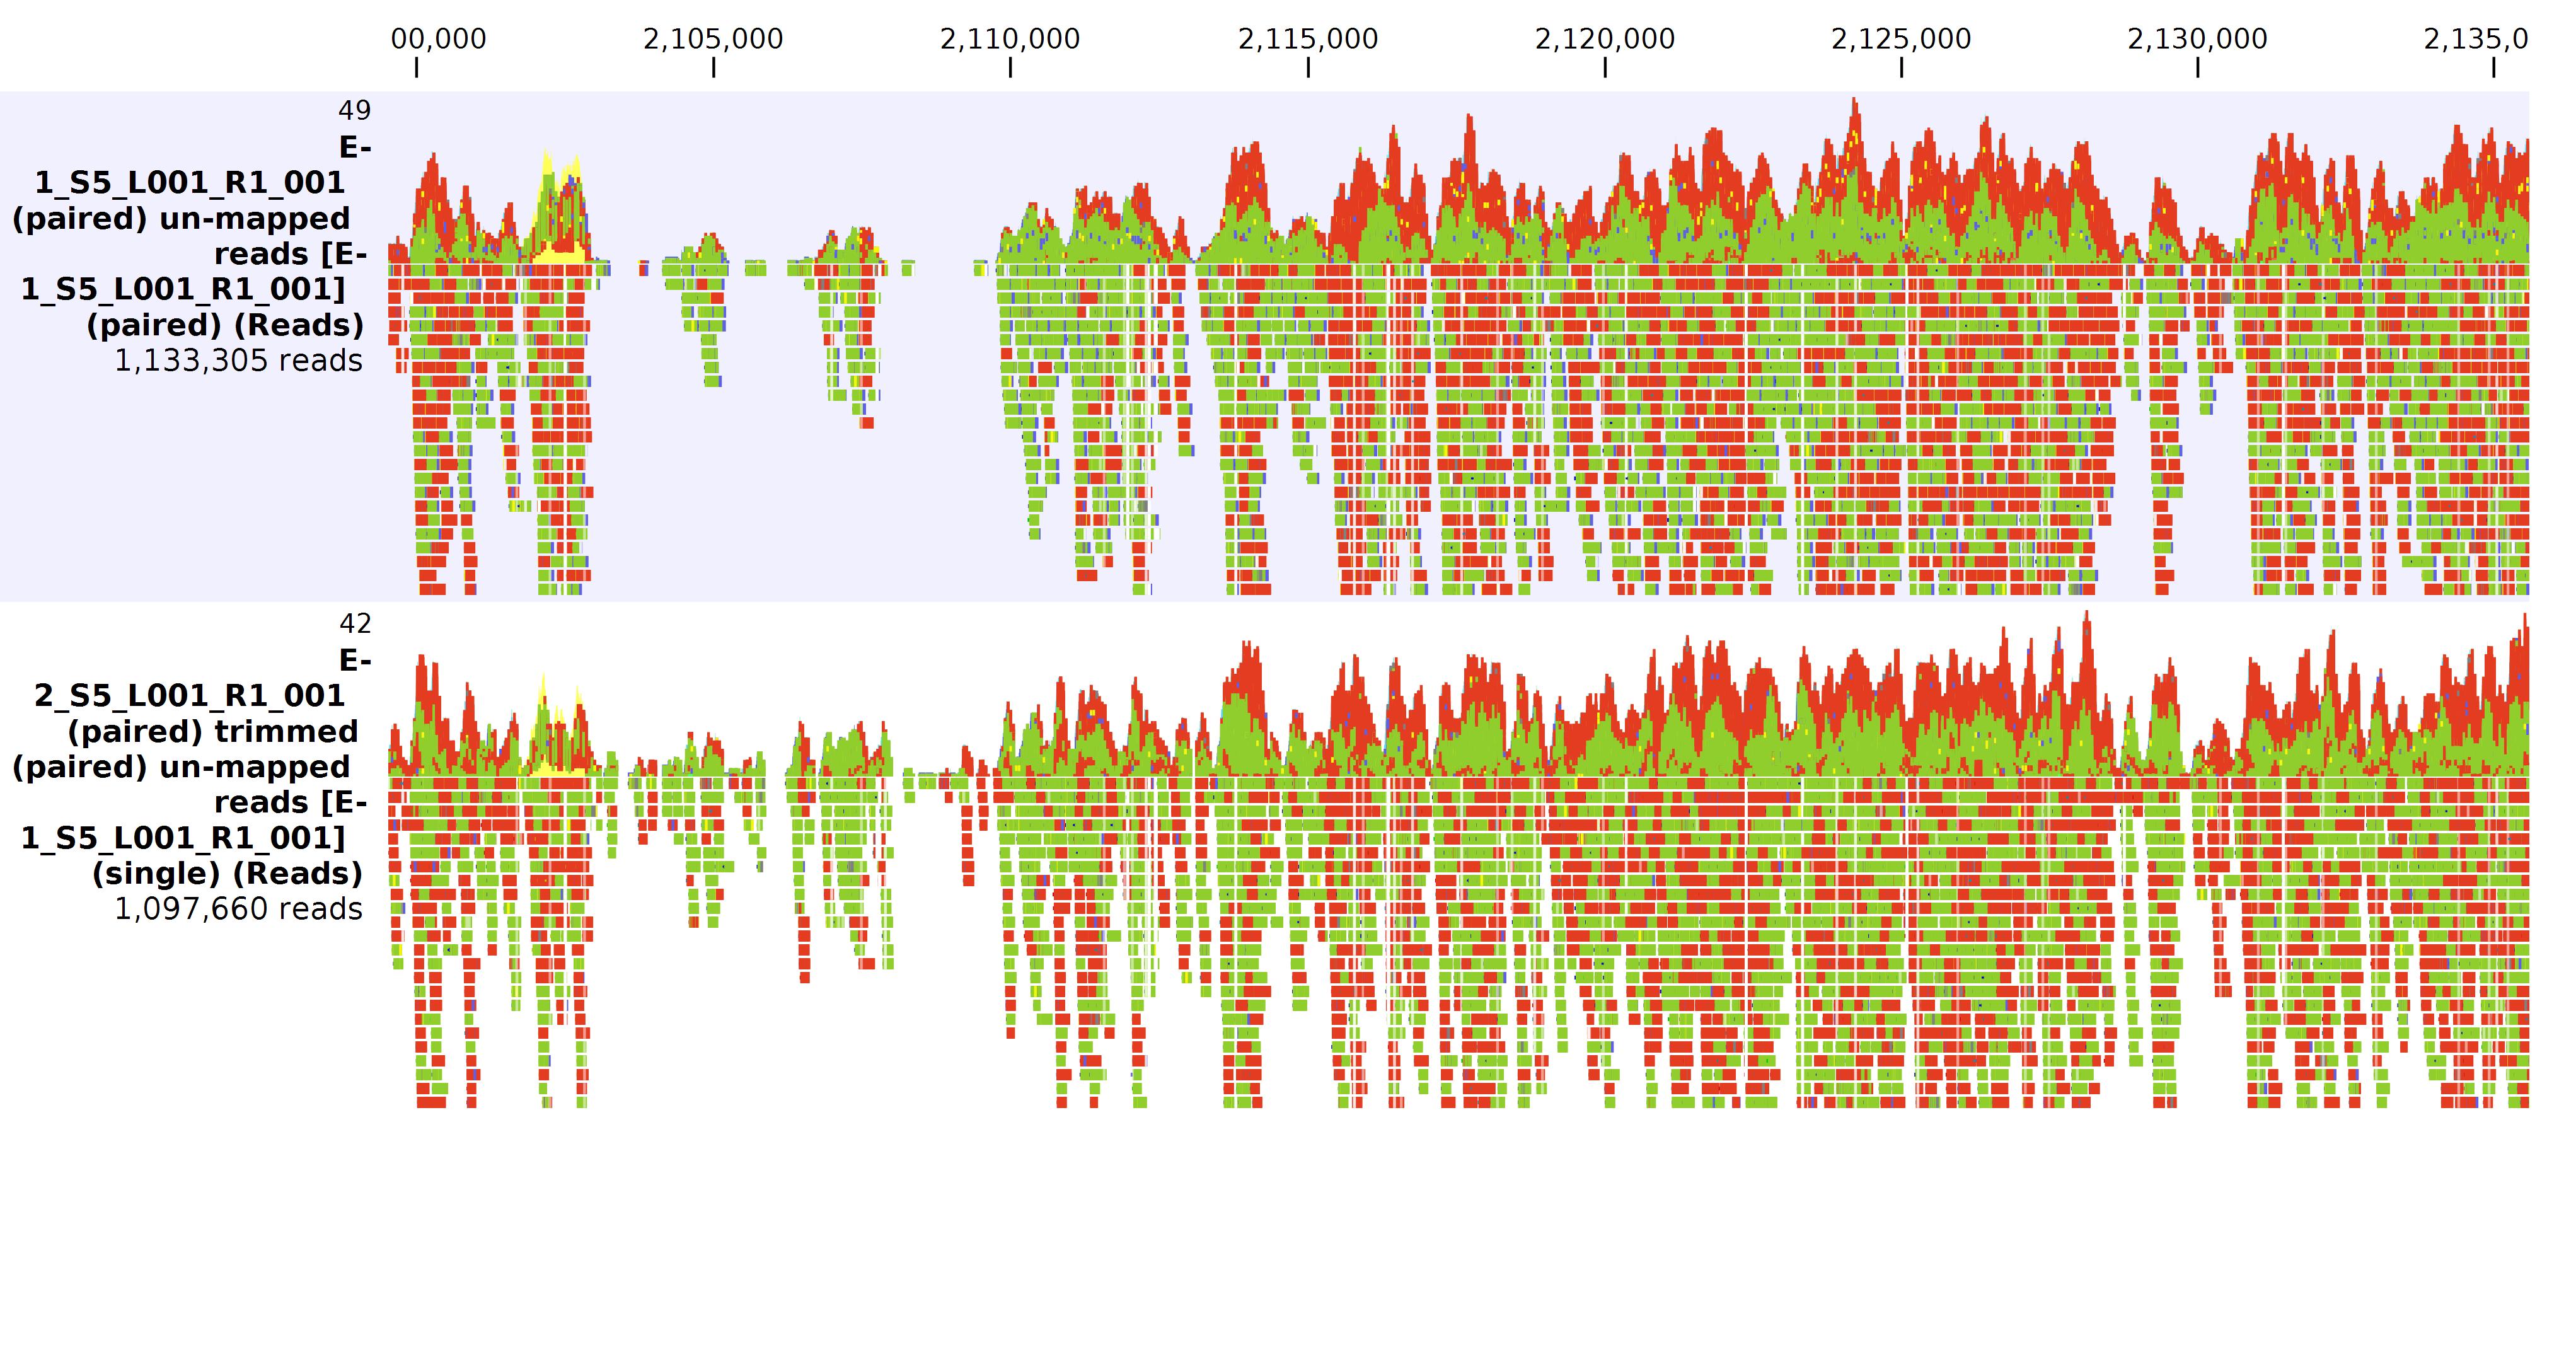 00,000 2,105,000 2,110,000 2,115,000 2,120,000 2,125,000 2,130,000 2,135,0
49
E-
1_S5_L001_R1_001
(paired) un-mapped
reads [E-
1_S5_L001_R1_001]
(paired) (Reads)
1,133,305 reads
42
E-
2_S5_L001_R1_001
(paired) trimmed
(paired) un-mapped
reads [E-
1_S5_L001_R1_001]
(single) (Reads)
1,097,660 reads